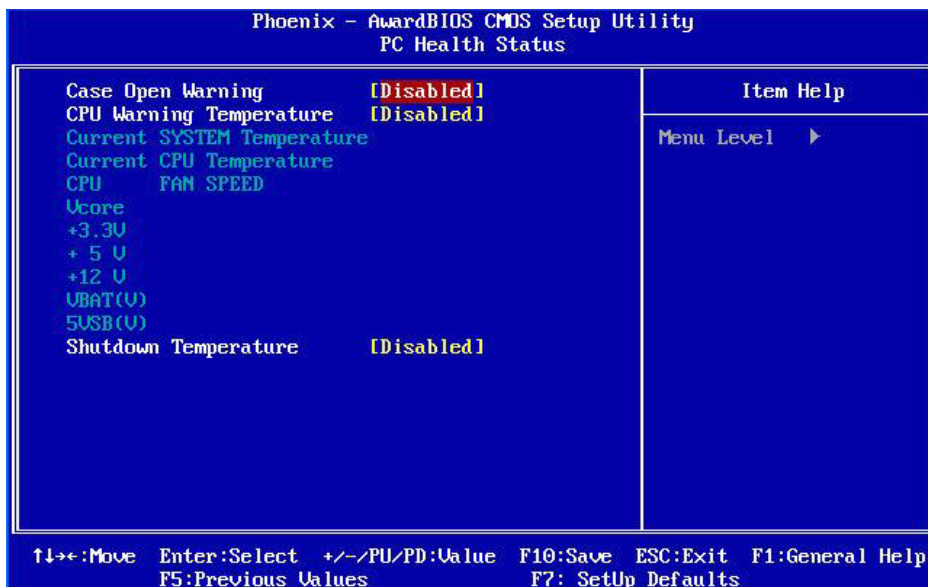 Phoenix - AwardBIOS CMOS Setup Utility
PC Health Status
Case Open Warning [Disabled]
CPU Warning Temperature [Disabled]
Current SYSTEM Temperature
Current CPU Temperature
CPU FAN SPEED
Vcore
+3.3V
+ 5 V
+12 V
VBAT(V)
5VSB(V)
Shutdown Temperature [Disabled]
Item Help
Menu Level ▶
↑↓→←:Move Enter:Select +/-/PU/PD:Value F10:Save ESC:Exit F1:General Help
F5:Previous Values F7: SetUp Defaults